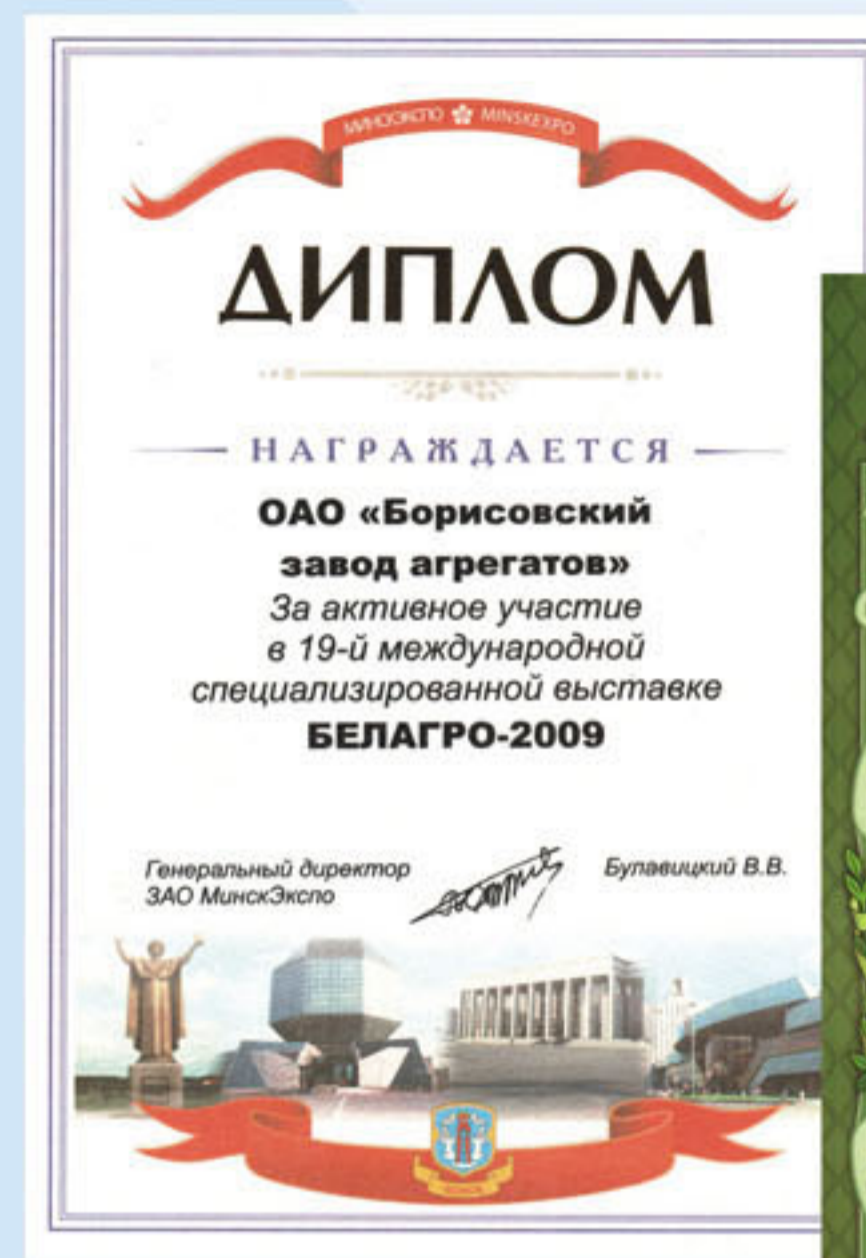 МИНСКЭКСПО MINSKEXPO
ДИПЛОМ
НАГРАЖДАЕТСЯ
ОАО «Борисовский
завод агрегатов»
За активное участие
в 19-й международной
специализированной выставке
БЕЛАГРО-2009
Генеральный директор
ЗАО МинскЭкспо
Булавицкий В.В.